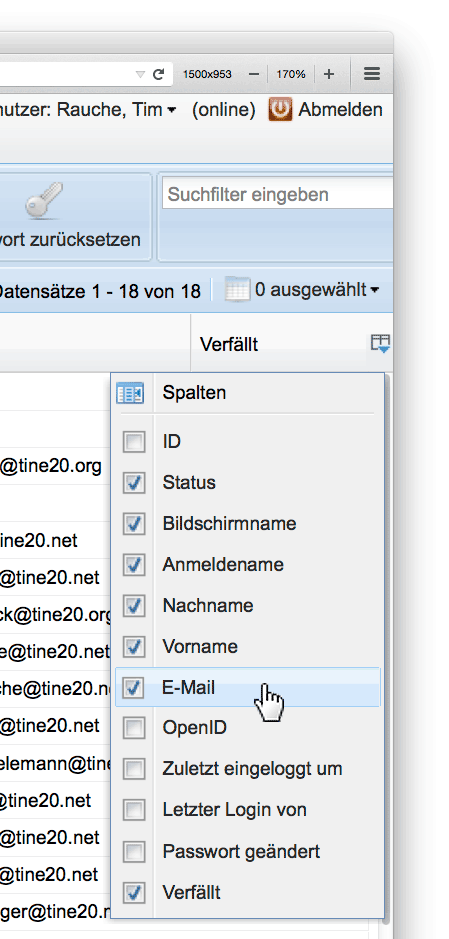 1500x953 — 170% +
nutzer: Rauche, Tim (online) Abmelden
Suchfilter eingeben
wort zurücksetzen
Datensätze 1 - 18 von 18 0 ausgewählt
Verfällt
Spalten
ID
@tine20.org
Status
Bildschirmname
ine20.net
Anmeldename
@tine20.net
Nachname
ck@tine20.org
Vorname
e@tine20.net
E-Mail
che@tine20.n
OpenID
@tine20.net
Zuletzt eingeloggt um
elemann@tine
Letzter Login von
@tine20.net
@tine20.net
Passwort geändert
@tine20.net
Verfällt
ger@tine20.n